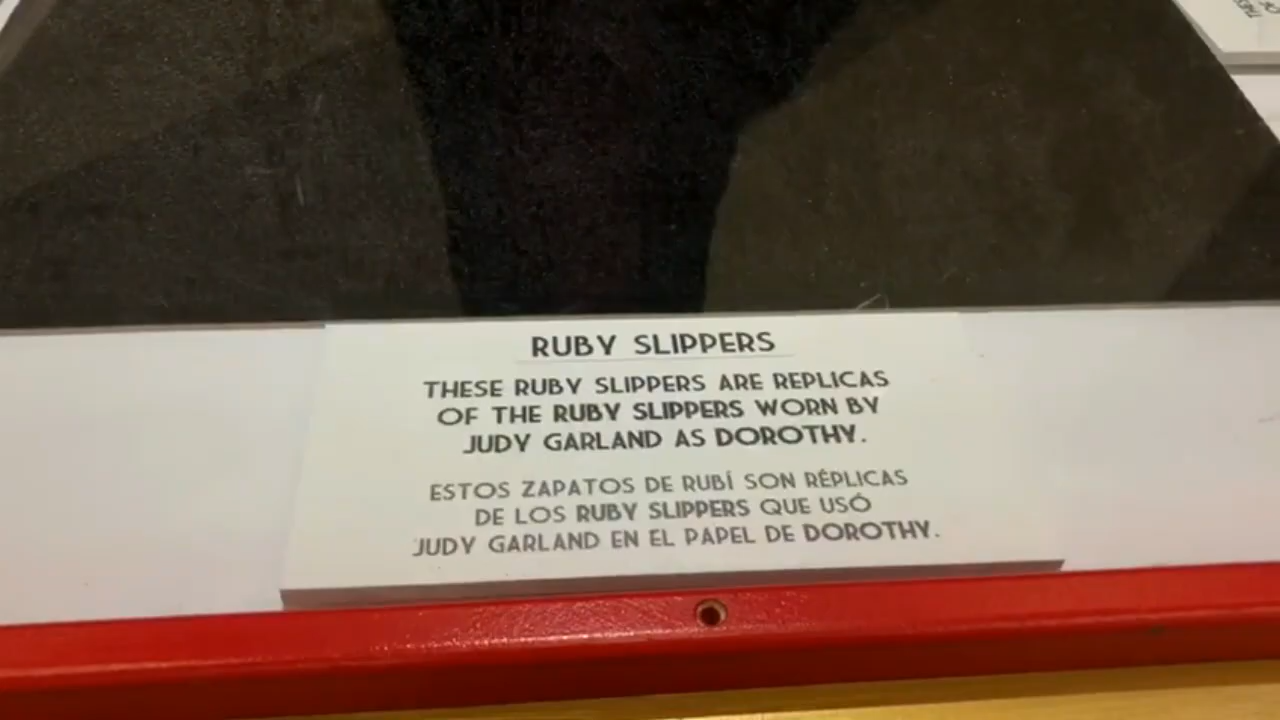 RUBY SLIPPERS
THESE RUBY SLIPPERS ARE REPLICAS
OF THE RUBY SLIPPERS WORN BY
JUDY GARLAND AS DOROTHY.
ESTOS ZAPATOS DE RUBÍ SON RÉPLICAS
DE LOS RUBY SLIPPERS QUE USÓ
JUDY GARLAND EN EL PAPEL DE DOROTHY.